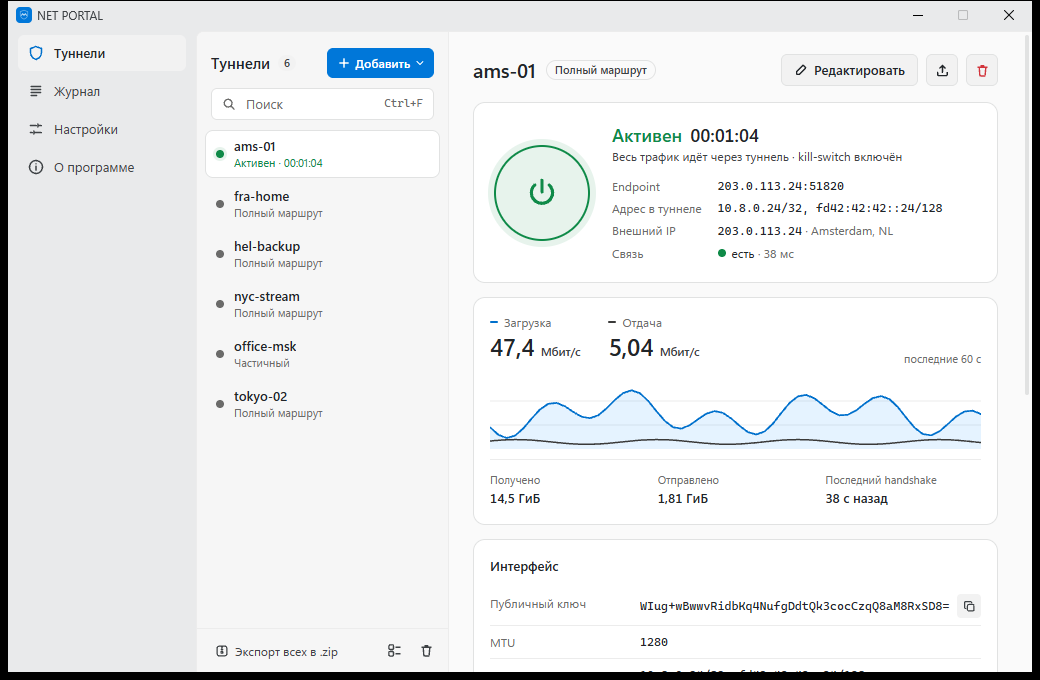 NET PORTAL
Туннели
Журнал
Настройки
О программе
Туннели 6
Добавить
Поиск Ctrl+F
ams-01
Активен · 00:01:04
fra-home
Полный маршрут
hel-backup
Полный маршрут
nyc-stream
Полный маршрут
office-msk
Частичный
tokyo-02
Полный маршрут
Экспорт всех в .zip
ams-01 Полный маршрут
Редактировать
Активен 00:01:04
Весь трафик идёт через туннель · kill-switch включён
Endpoint 203.0.113.24:51820
Адрес в туннеле 10.8.0.24/32, fd42:42:42::24/128
Внешний IP 203.0.113.24 · Amsterdam, NL
Связь есть · 38 мс
Загрузка Отдача
47,4 Мбит/с 5,04 Мбит/с
последние 60 с
Получено Отправлено Последний handshake
14,5 ГиБ 1,81 ГиБ 38 с назад
Интерфейс
Публичный ключ WIug+wBwwvRidbKq4NufgDdtQk3cocCzqQ8aM8RxSD8=
MTU 1280